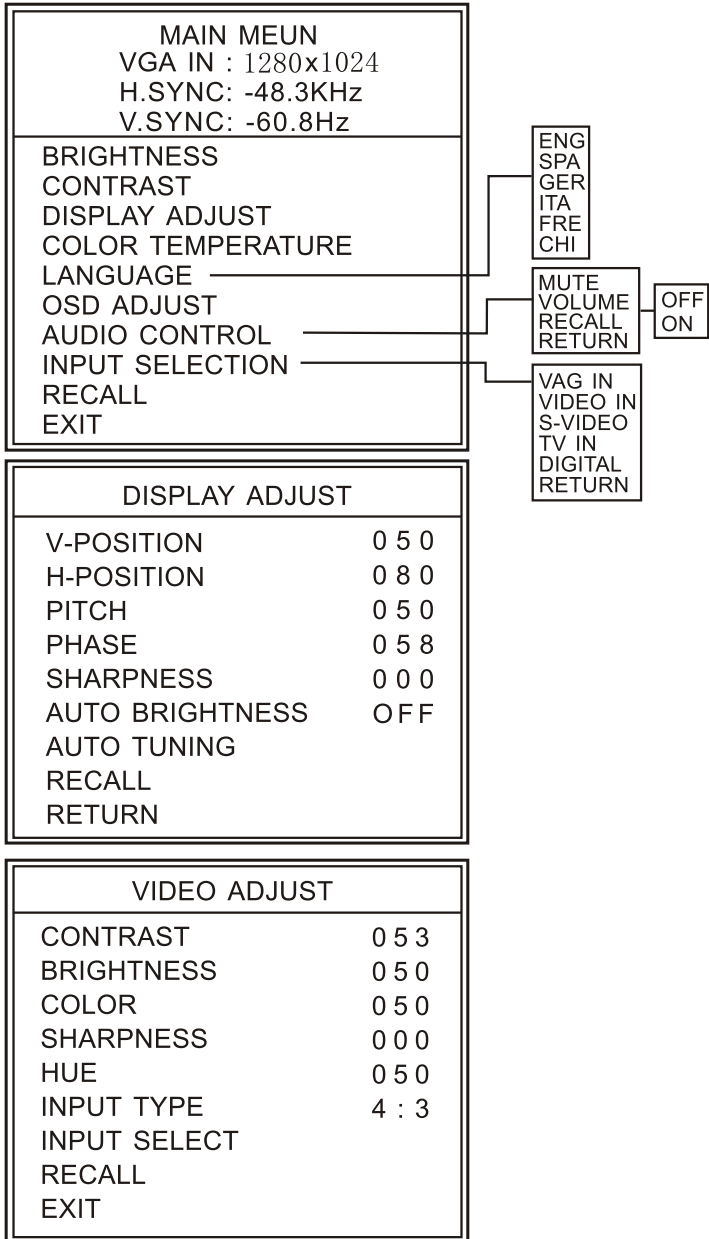 MAIN MEUN
VGA IN : 1280x1024
H.SYNC: -48.3KHz
V.SYNC: -60.8Hz
BRIGHTNESS
CONTRAST
DISPLAY ADJUST
COLOR TEMPERATURE
LANGUAGE
OSD ADJUST
AUDIO CONTROL
INPUT SELECTION
RECALL
EXIT
ENG
SPA
GER
ITA
FRE
CHI
MUTE
VOLUME
RECALL
RETURN
OFF
ON
VAG IN
VIDEO IN
S-VIDEO
TV IN
DIGITAL
RETURN
DISPLAY ADJUST
V-POSITION 050
H-POSITION 080
PITCH 050
PHASE 058
SHARPNESS 000
AUTO BRIGHTNESS OFF
AUTO TUNING
RECALL
RETURN
VIDEO ADJUST
CONTRAST 053
BRIGHTNESS 050
COLOR 050
SHARPNESS 000
HUE 050
INPUT TYPE 4 : 3
INPUT SELECT
RECALL
EXIT